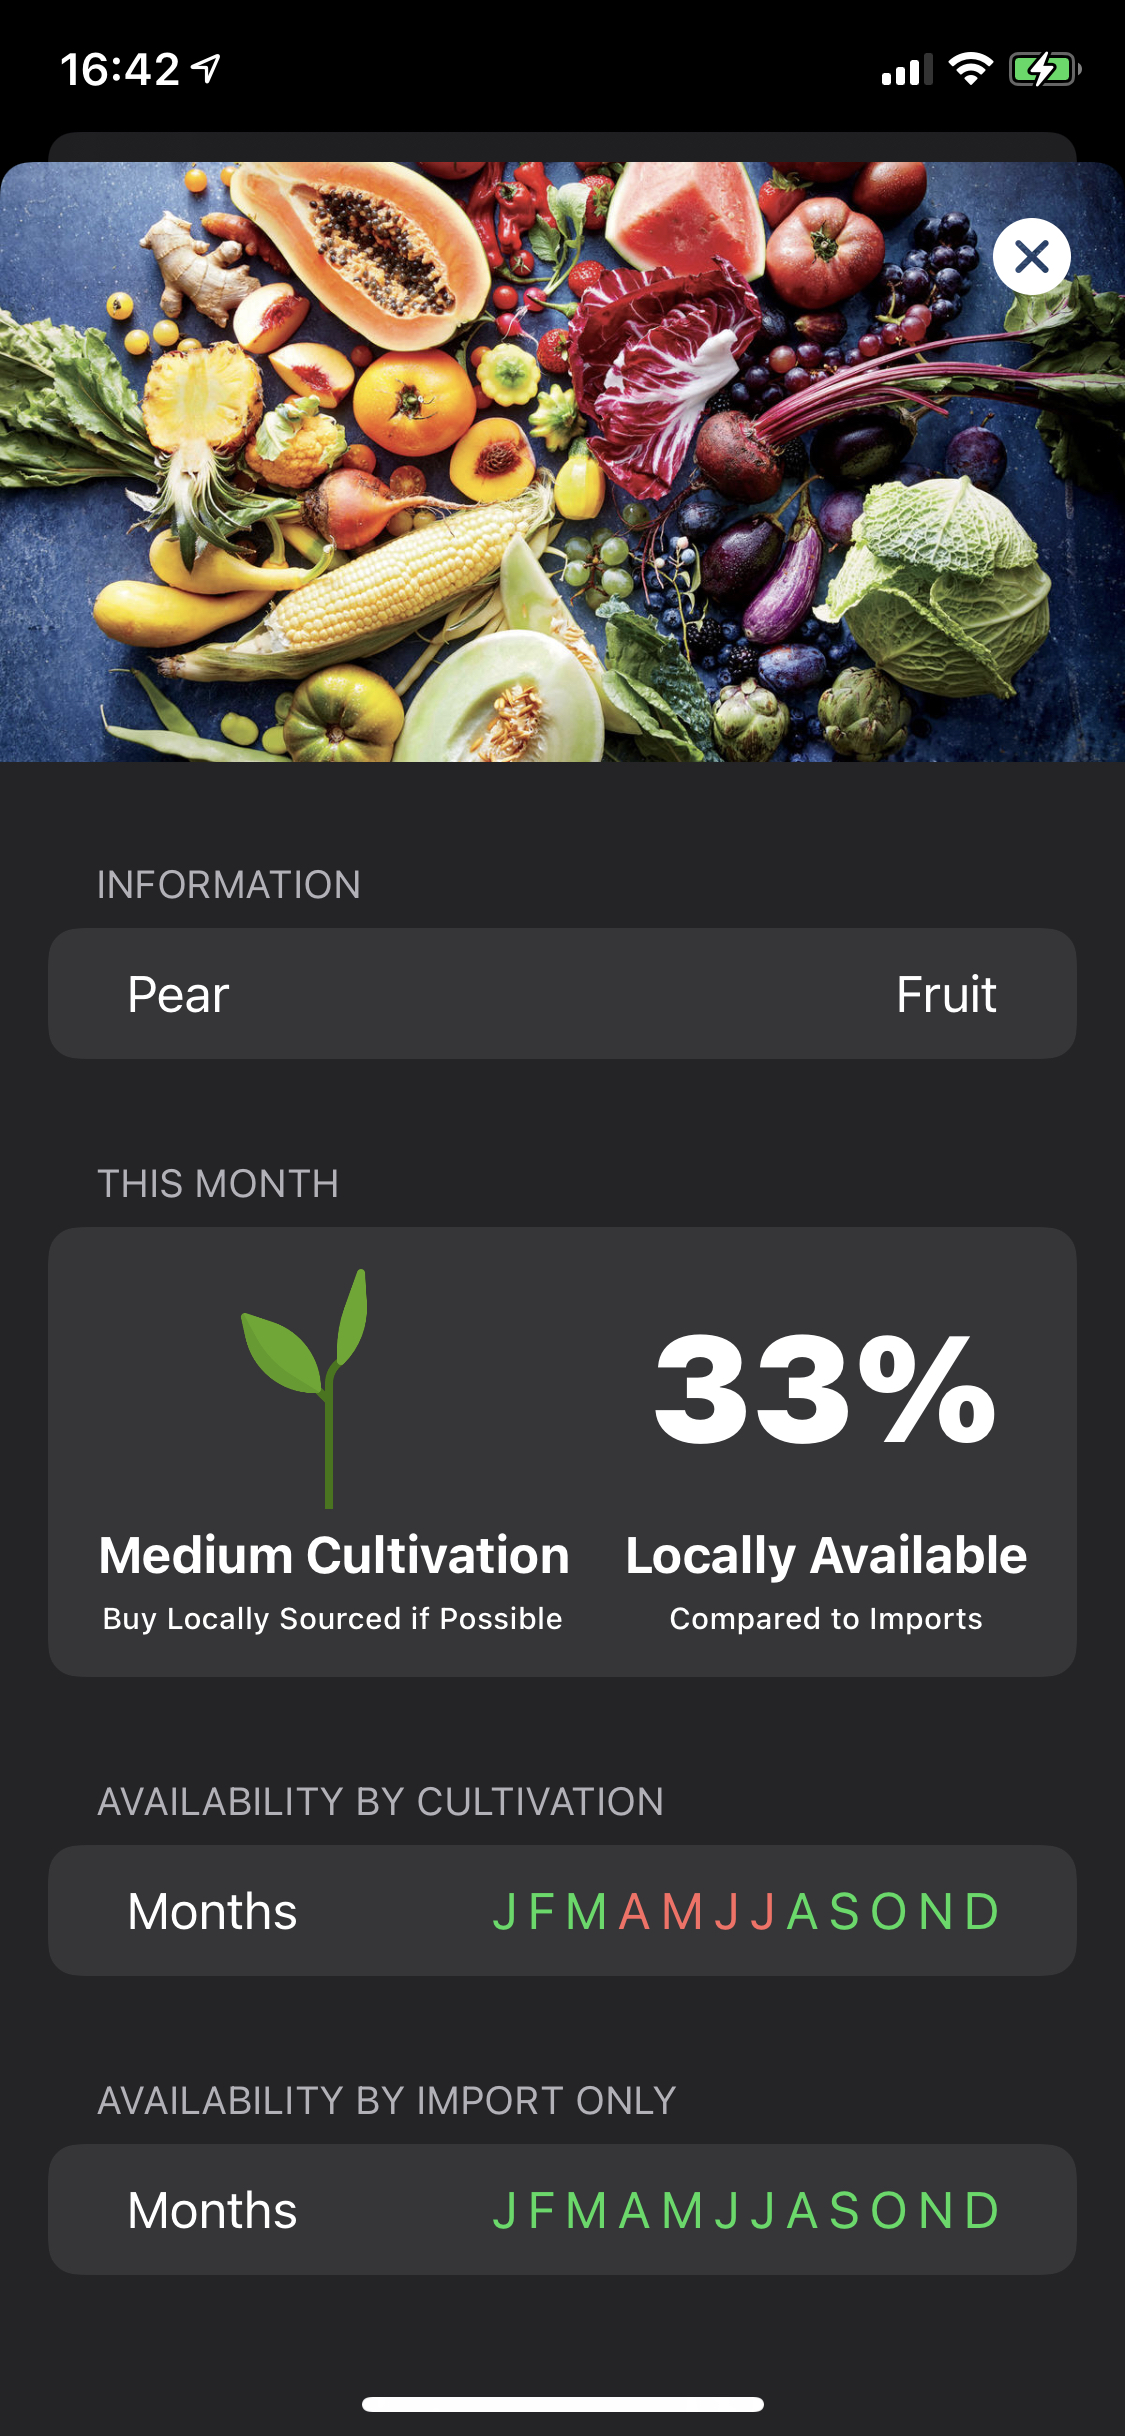 16:42
INFORMATION
Pear Fruit
THIS MONTH
33%
Medium Cultivation Locally Available
Buy Locally Sourced if Possible Compared to Imports
AVAILABILITY BY CULTIVATION
Months J F M A M J J A S O N D
AVAILABILITY BY IMPORT ONLY
Months J F M A M J J A S O N D